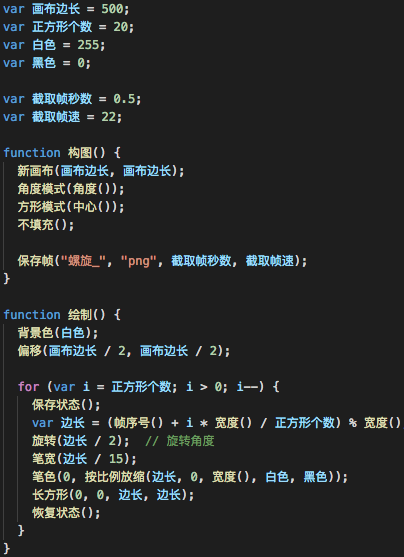 var 画布边长 = 500;
var 正方形个数 = 20;
var 白色 = 255;
var 黑色 = 0;
var 截取帧秒数 = 0.5;
var 截取帧速 = 22;
function 构图() {
新画布(画布边长, 画布边长);
角度模式(角度());
方形模式(中心());
不填充();
保存帧("螺旋_", "png", 截取帧秒数, 截取帧速);
}
function 绘制() {
背景色(白色);
偏移(画布边长 / 2, 画布边长 / 2);
for (var i = 正方形个数; i > 0; i--) {
保存状态();
var 边长 = (帧序号() + i * 宽度() / 正方形个数) % 宽度()
旋转(边长 / 2);  // 旋转角度
笔宽(边长 / 15);
笔色(0, 按比例放缩(边长, 0, 宽度(), 白色, 黑色));
长方形(0, 0, 边长, 边长);
恢复状态();
}
}